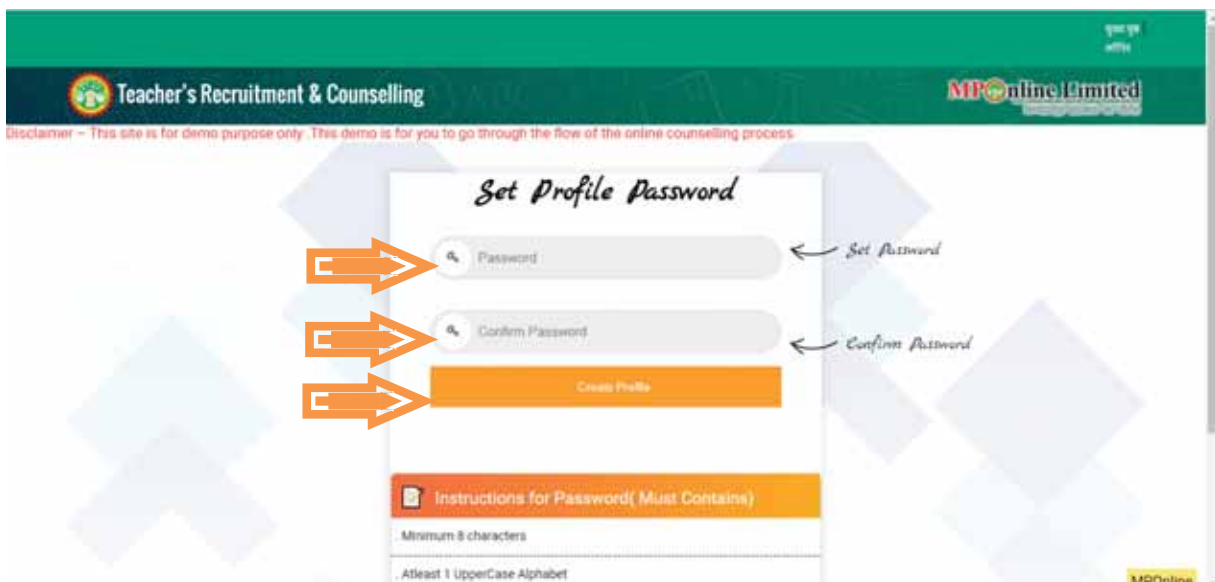 मुख्य पृष्ठ
लॉगिन
Teacher's Recruitment & Counselling
MPOnline Limited
Disclaimer – This site is for demo purpose only. This demo is for you to go through the flow of the online counselling process.
Set Profile Password
Password
Set Password
Confirm Password
Confirm Password
Create Profile
Instructions for Password( Must Contains)
. Minimum 8 characters
. Atleast 1 UpperCase Alphabet
MPOnline